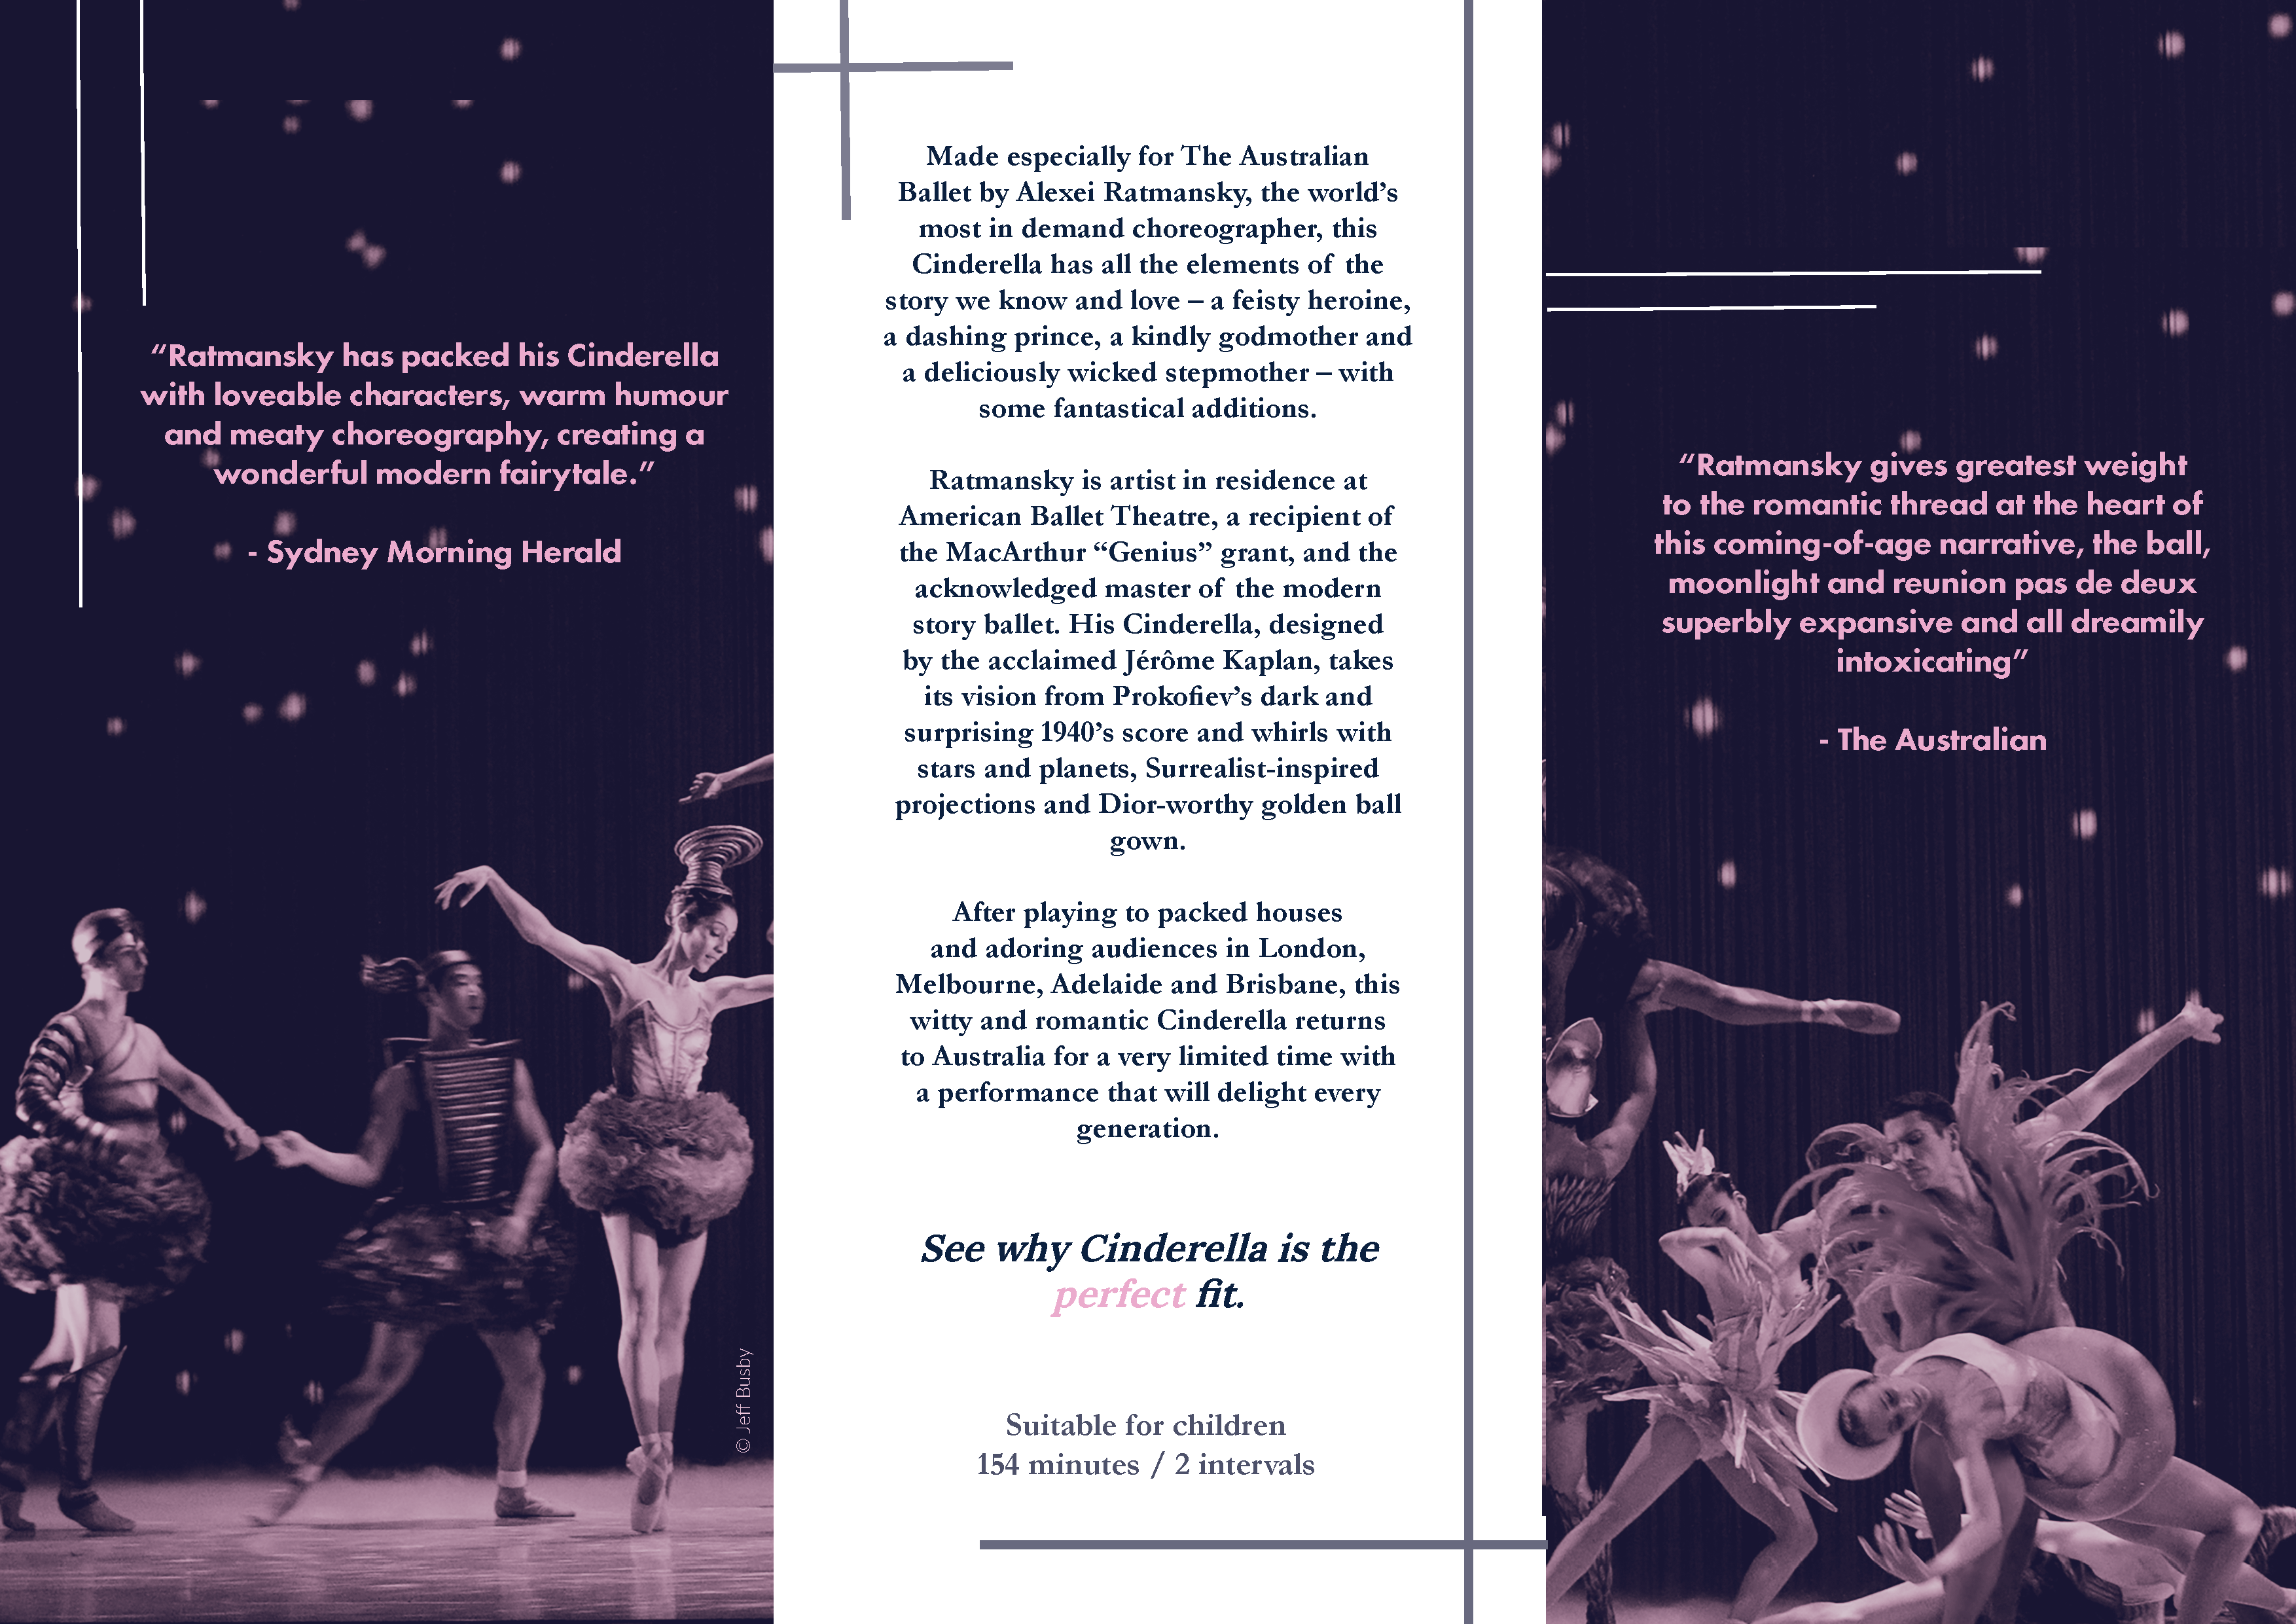 “Ratmansky has packed his Cinderella
with loveable characters, warm humour
and meaty choreography, creating a
wonderful modern fairytale.”
- Sydney Morning Herald
© Jeff Busby
Made especially for The Australian
Ballet by Alexei Ratmansky, the world’s
most in demand choreographer, this
Cinderella has all the elements of the
story we know and love – a feisty heroine,
a dashing prince, a kindly godmother and
a deliciously wicked stepmother – with
some fantastical additions.
Ratmansky is artist in residence at
American Ballet Theatre, a recipient of
the MacArthur “Genius” grant, and the
acknowledged master of the modern
story ballet. His Cinderella, designed
by the acclaimed Jérôme Kaplan, takes
its vision from Prokofiev’s dark and
surprising 1940’s score and whirls with
stars and planets, Surrealist-inspired
projections and Dior-worthy golden ball
gown.
After playing to packed houses
and adoring audiences in London,
Melbourne, Adelaide and Brisbane, this
witty and romantic Cinderella returns
to Australia for a very limited time with
a performance that will delight every
generation.
See why Cinderella is the
perfect fit.
Suitable for children
154 minutes / 2 intervals
“Ratmansky gives greatest weight
to the romantic thread at the heart of
this coming-of-age narrative, the ball,
moonlight and reunion pas de deux
superbly expansive and all dreamily
intoxicating”
- The Australian